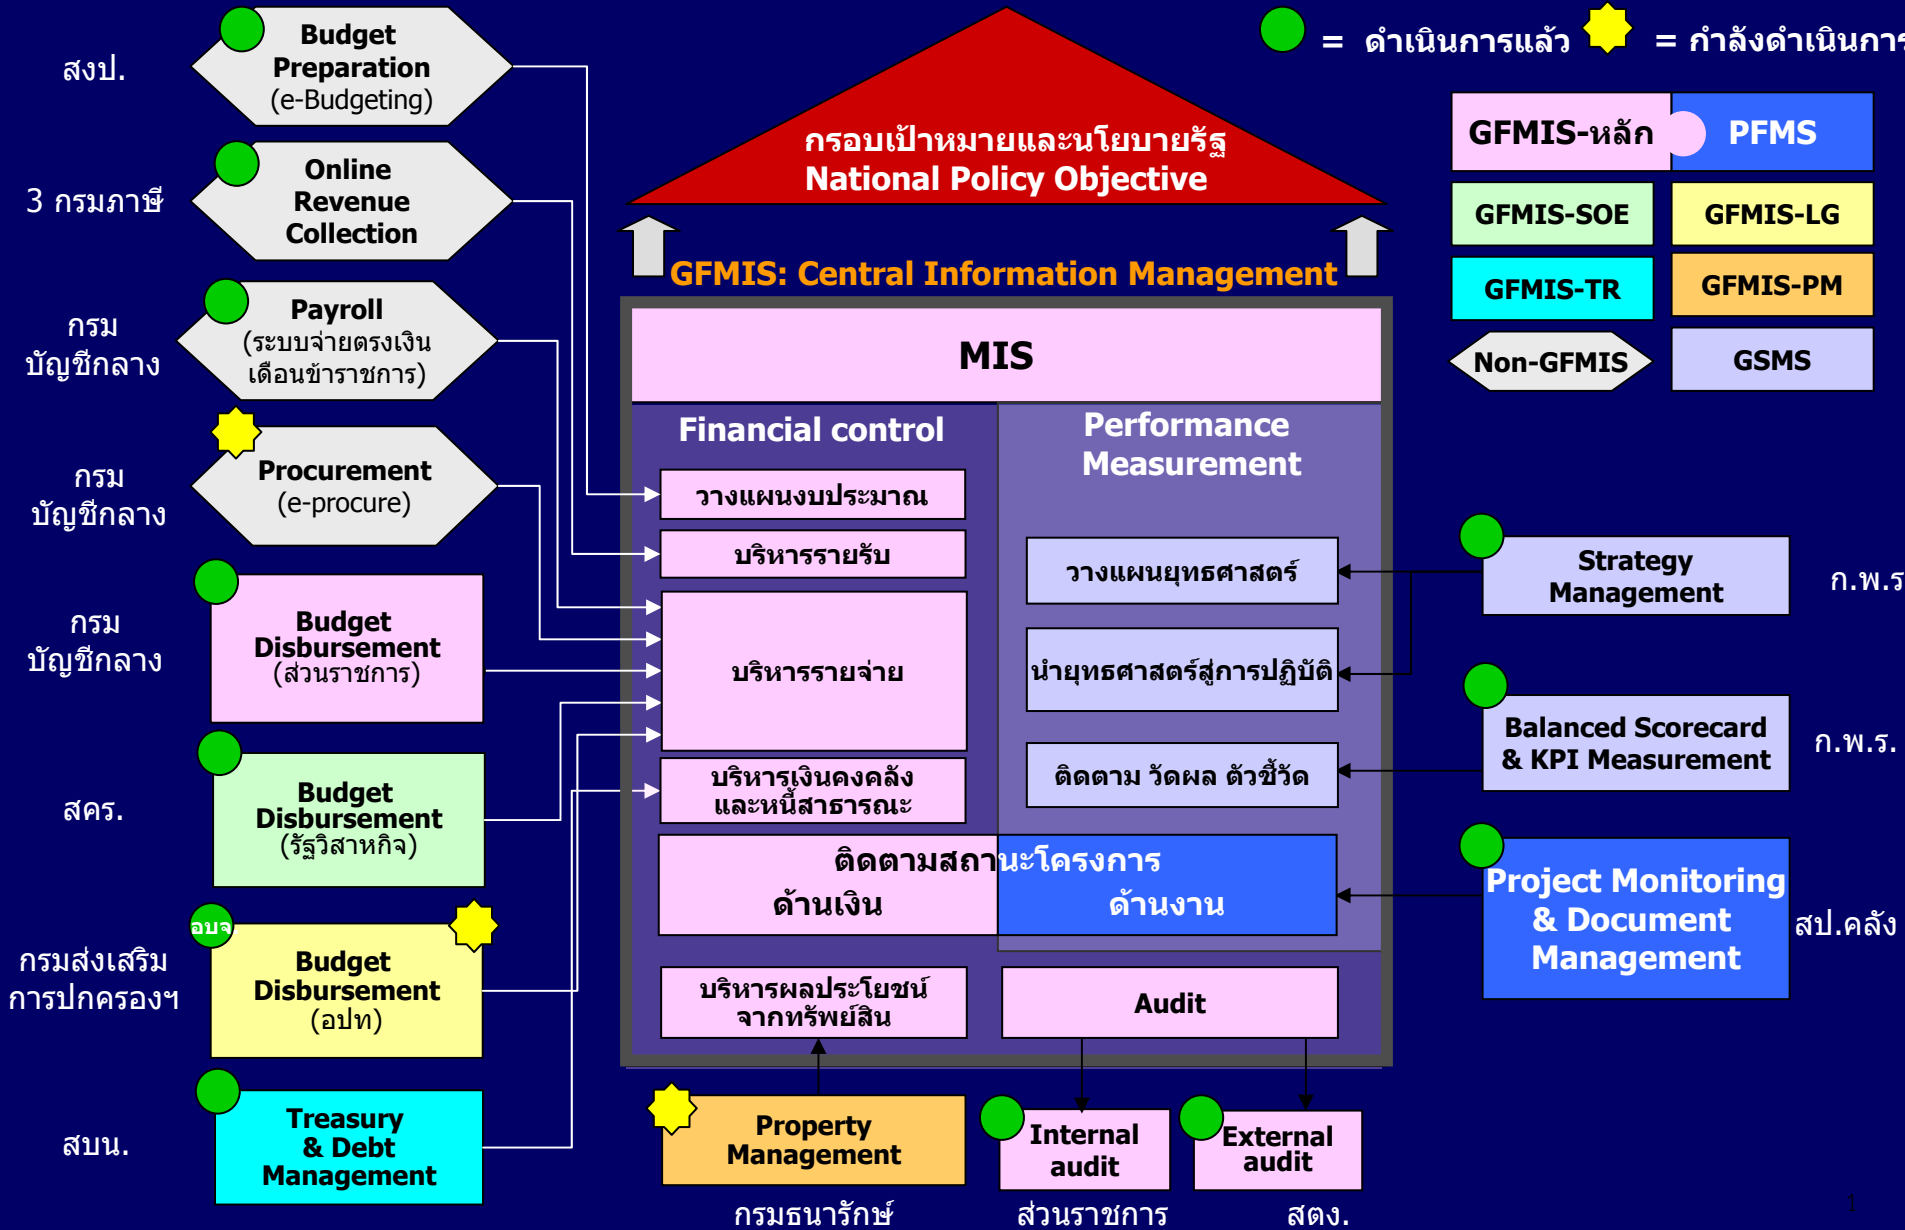 = ดำเนินการแล้ว
= กำลังดำเนินการ
GFMIS-หลัก
PFMS
GFMIS-SOE
GFMIS-LG
GFMIS-TR
GFMIS-PM
Non-GFMIS
GSMS
กรอบเป้าหมายและนโยบายรัฐ
National Policy Objective
GFMIS: Central Information Management
สงป.
Budget
Preparation
(e-Budgeting)
3 กรมภาษี
Online
Revenue
Collection
กรม
บัญชีกลาง
Payroll
(ระบบจ่ายตรงเงิน
เดือนข้าราชการ)
กรม
บัญชีกลาง
Procurement
(e-procure)
กรม
บัญชีกลาง
Budget
Disbursement
(ส่วนราชการ)
สคร.
Budget
Disbursement
(รัฐวิสาหกิจ)
กรมส่งเสริม
การปกครองฯ
อบจ
Budget
Disbursement
(อปท)
สบน.
Treasury
& Debt
Management
MIS
Financial control
วางแผนงบประมาณ
บริหารรายรับ
บริหารรายจ่าย
บริหารเงินคงคลัง
และหนี้สาธารณะ
Performance
Measurement
วางแผนยุทธศาสตร์
นำยุทธศาสตร์สู่การปฏิบัติ
ติดตาม วัดผล ตัวชี้วัด
ติดตามสถานะโครงการ
ด้านเงิน
ด้านงาน
บริหารผลประโยชน์
จากทรัพย์สิน
Audit
Strategy
Management
ก.พ.ร
Balanced Scorecard
& KPI Measurement
ก.พ.ร.
Project Monitoring
& Document
Management
สป.คลัง
Property
Management
กรมธนารักษ์
Internal
audit
ส่วนราชการ
External
audit
สตง.
1